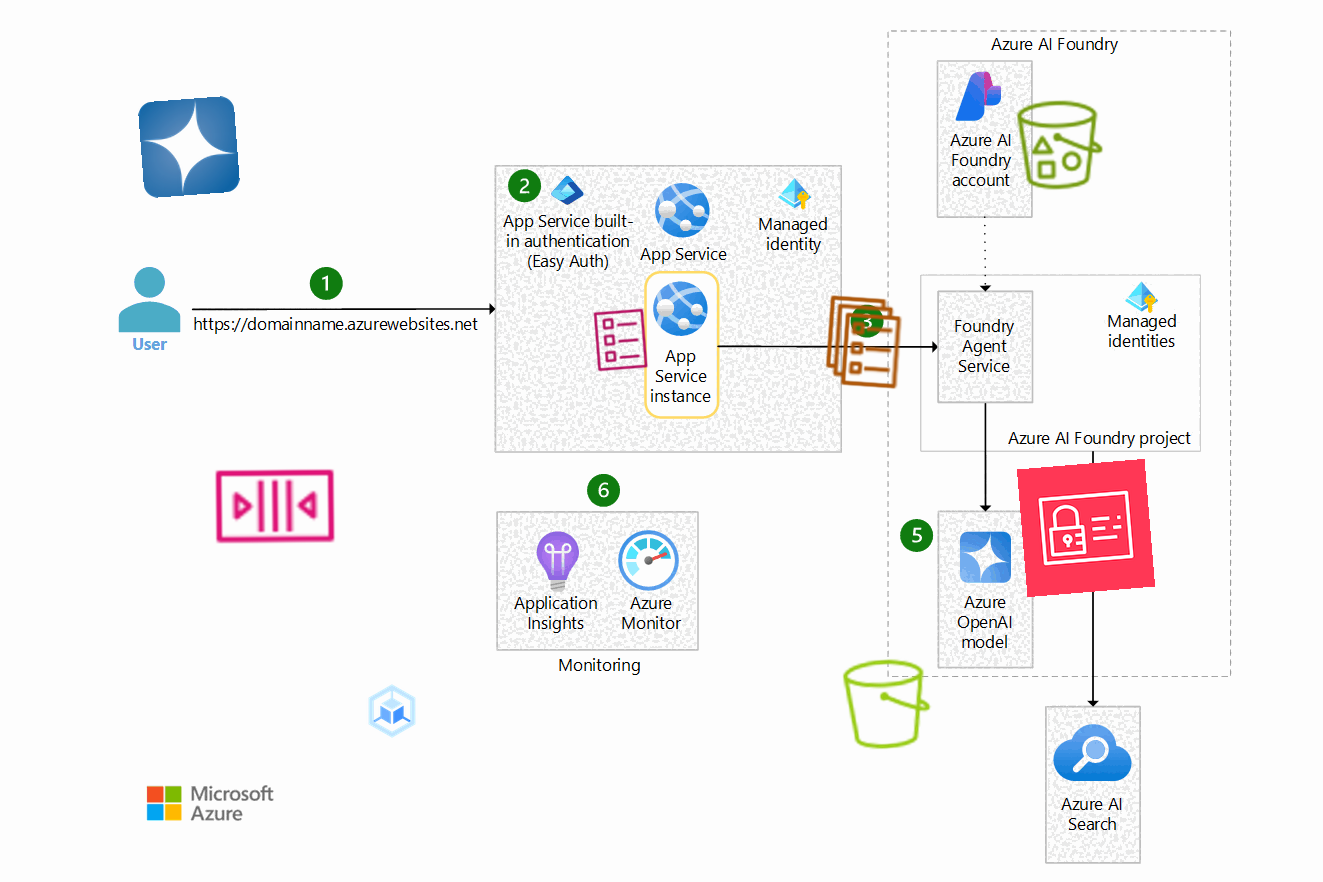 Azure AI Foundry
Azure AI
Foundry
account
2
App Service built-
in authentication
(Easy Auth)
App Service
Managed
identity
1
https://domainname.azurewebsites.net
User
App
Service
instance
3
Foundry
Agent
Service
Managed
identities
Azure AI Foundry project
6
Application
Insights
Azure
Monitor
Monitoring
5
Azure
OpenAI
model
Azure AI
Search
Microsoft
Azure